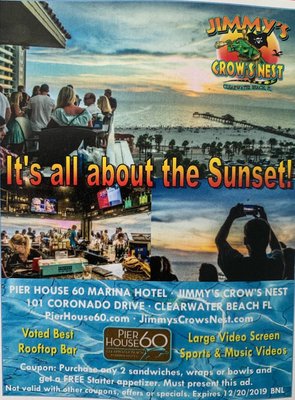 JIMMY'S
CROW'S NEST
CLEARWATER BEACH, FL
It's all about the Sunset!
PIER HOUSE 60 MARINA HOTEL · JIMMY'S CROW'S NEST
101 CORONADO DRIVE · CLEARWATER BEACH FL
PierHouse60.com · JimmysCrowsNest.com
Voted Best
Rooftop Bar
PIER
HOUSE 60
Large Video Screen
Sports & Music Videos
Coupon: Purchase any 2 sandwiches, wraps or bowls and
get a FREE Starter appetizer. Must present this ad.
Not valid with other coupons, offers or specials. Expires 12/20/2019 BNL